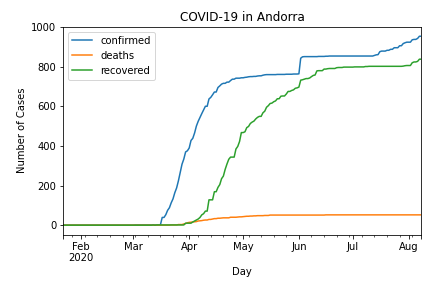 COVID-19 in Andorra
confirmed
deaths
recovered
Number of Cases
1000
800
600
400
200
0
Feb
2020
Mar
Apr
May
Jun
Jul
Aug
Day